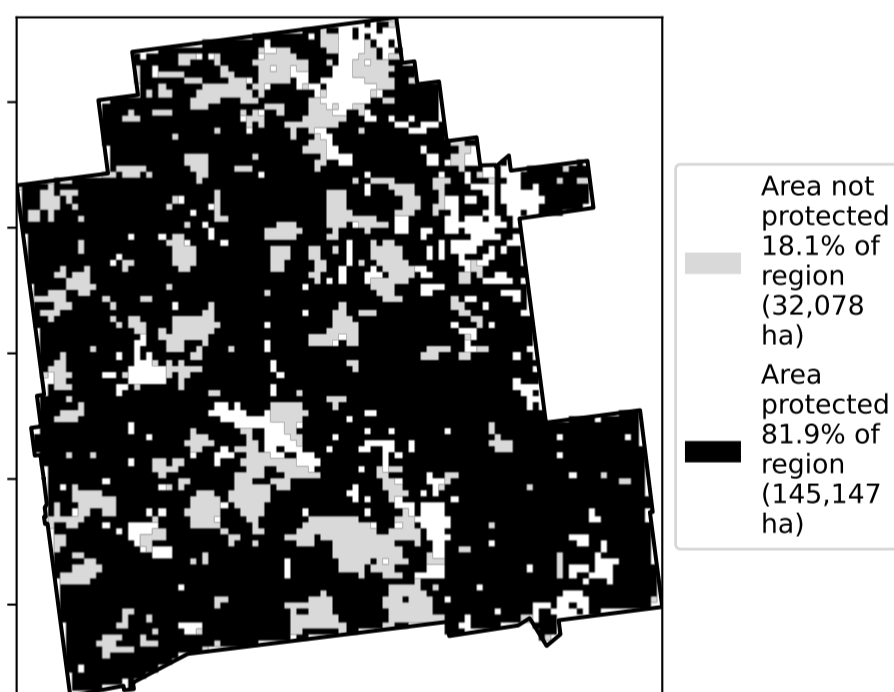 Area not
protected
18.1% of
region
(32,078
ha)
Area
protected
81.9% of
region
(145,147
ha)